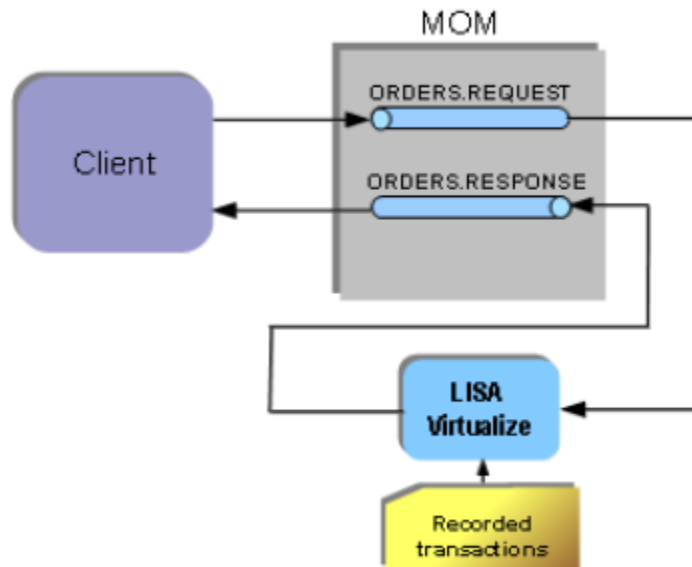 MOM
ORDERS.REQUEST
Client
ORDERS.RESPONSE
LISA
Virtualize
Recorded
transactions